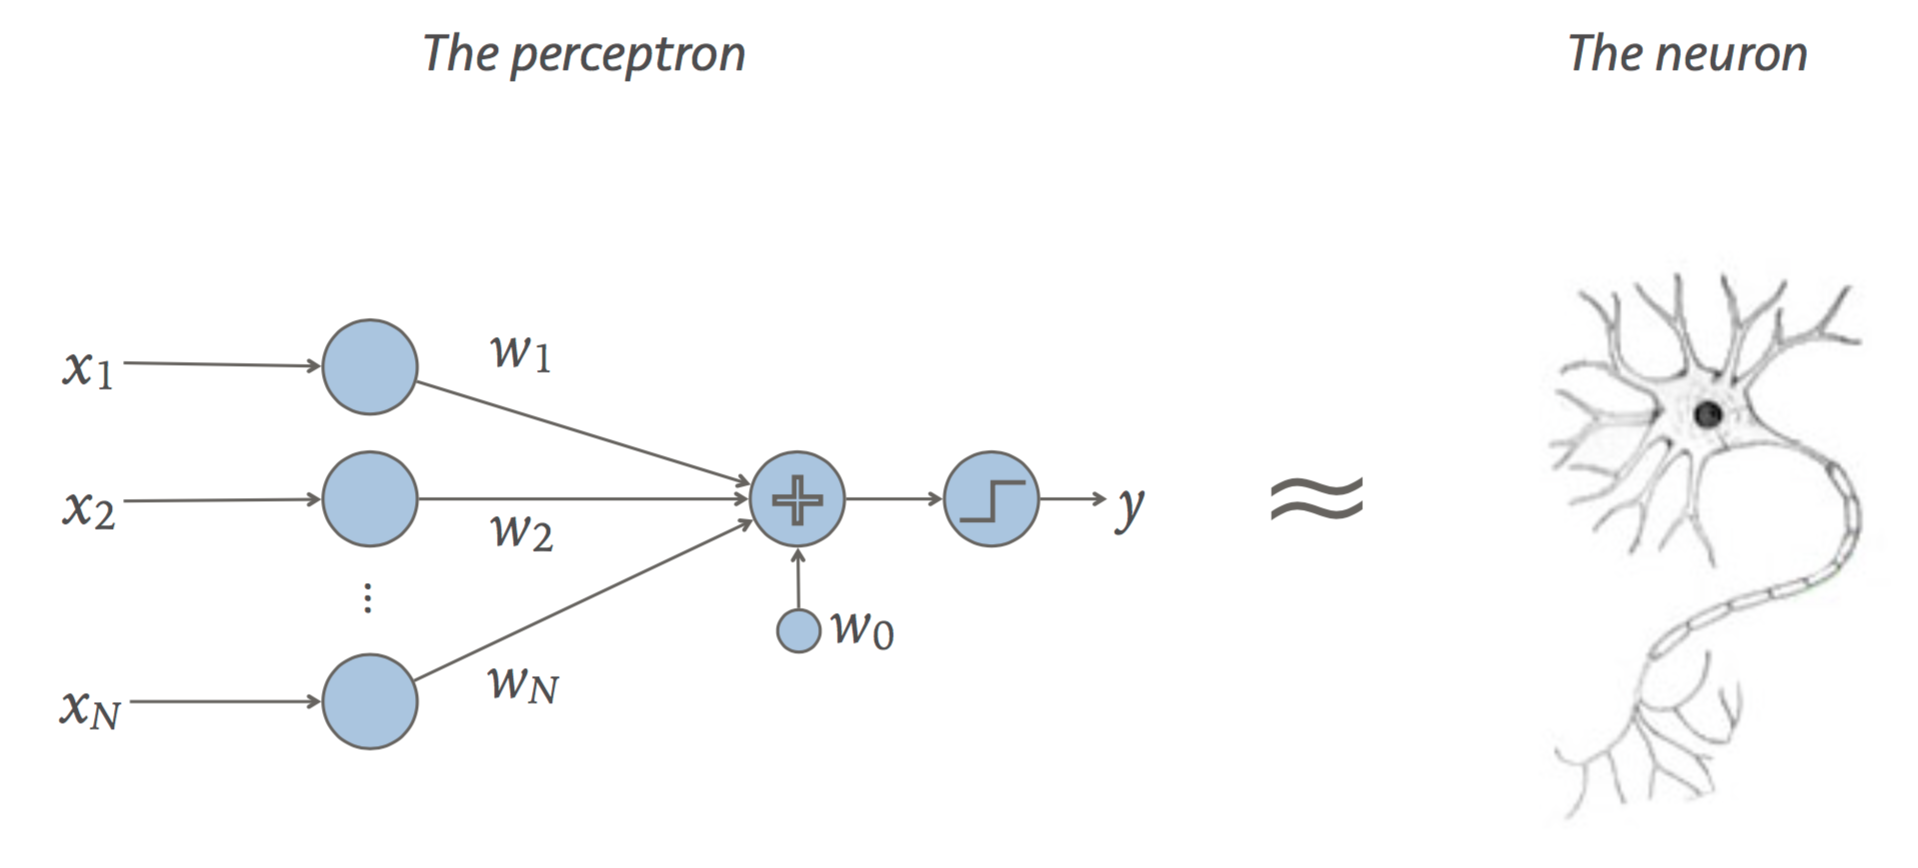 The perceptron
The neuron
x1
w1
x2
w2
y
≈
⋮
w0
xN
wN